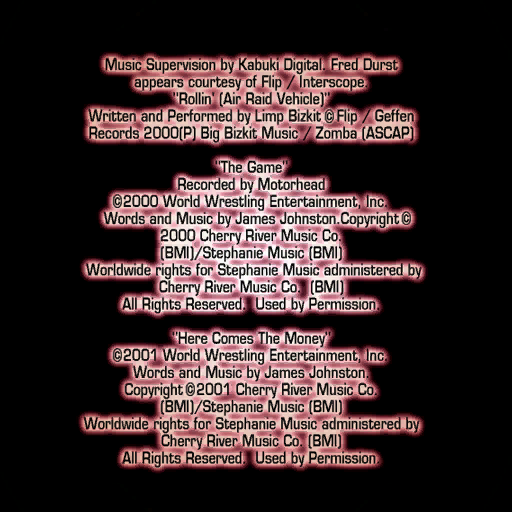 Music Supervision by Kabuki Digital. Fred Durst
appears courtesy of Flip / Interscope.
"Rollin' (Air Raid Vehicle)"
Written and Performed by Limp Bizkit © Flip / Geffen
Records 2000(P) Big Bizkit Music / Zomba (ASCAP)
"The Game"
Recorded by Motorhead
©2000 World Wrestling Entertainment, Inc.
Words and Music by James Johnston.Copyright ©
2000 Cherry River Music Co.
(BMI)/Stephanie Music (BMI)
Worldwide rights for Stephanie Music administered by
Cherry River Music Co. (BMI)
All Rights Reserved. Used by Permission.
"Here Comes The Money"
©2001 World Wrestling Entertainment, Inc.
Words and Music by James Johnston.
Copyright ©2001 Cherry River Music Co.
(BMI)/Stephanie Music (BMI)
Worldwide rights for Stephanie Music administered by
Cherry River Music Co. (BMI)
All Rights Reserved. Used by Permission.